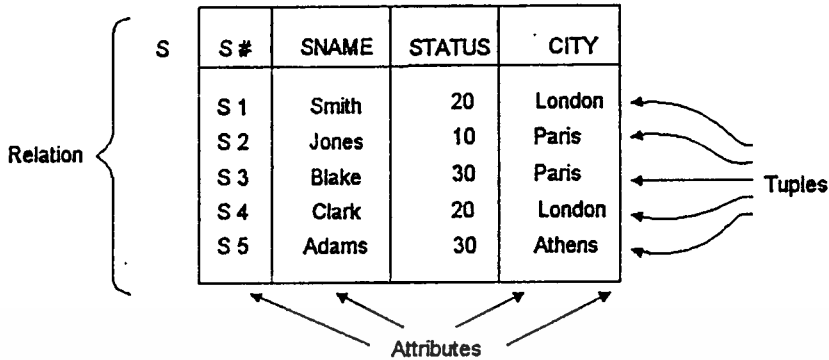 S S # SNAME STATUS CITY
S 1 Smith 20 London
S 2 Jones 10 Paris
Relation
S 3 Blake 30 Paris
Tuples
S 4 Clark 20 London
S 5 Adams 30 Athens
Attributes